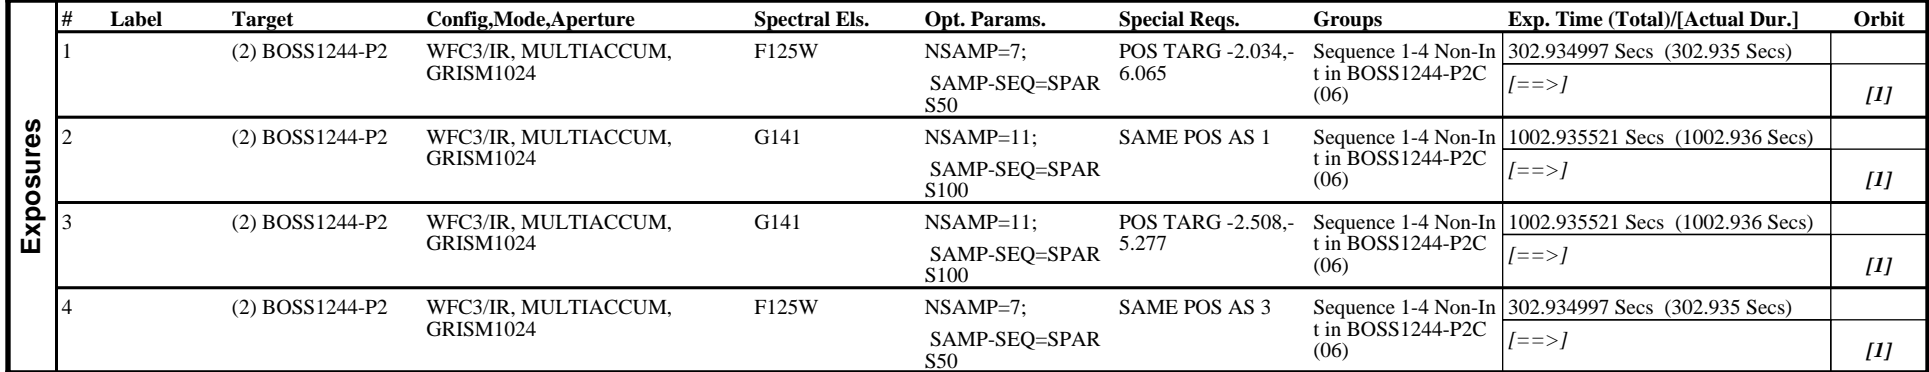 # Label Target Config,Mode,Aperture Spectral Els. Opt. Params. Special Reqs. Groups Exp. Time (Total)/[Actual Dur.] Orbit
Exposures
1 (2) BOSS1244-P2 WFC3/IR, MULTIACCUM, F125W NSAMP=7; POS TARG -2.034,- Sequence 1-4 Non-In 302.934997 Secs (302.935 Secs)
GRISM1024 6.065 t in BOSS1244-P2C
SAMP-SEQ=SPAR (06) [==>]
S50 [1]
2 (2) BOSS1244-P2 WFC3/IR, MULTIACCUM, G141 NSAMP=11; SAME POS AS 1 Sequence 1-4 Non-In 1002.935521 Secs (1002.936 Secs)
GRISM1024 t in BOSS1244-P2C
SAMP-SEQ=SPAR (06) [==>]
S100 [1]
3 (2) BOSS1244-P2 WFC3/IR, MULTIACCUM, G141 NSAMP=11; POS TARG -2.508,- Sequence 1-4 Non-In 1002.935521 Secs (1002.936 Secs)
GRISM1024 5.277 t in BOSS1244-P2C
SAMP-SEQ=SPAR (06) [==>]
S100 [1]
4 (2) BOSS1244-P2 WFC3/IR, MULTIACCUM, F125W NSAMP=7; SAME POS AS 3 Sequence 1-4 Non-In 302.934997 Secs (302.935 Secs)
GRISM1024 t in BOSS1244-P2C
SAMP-SEQ=SPAR (06) [==>]
S50 [1]